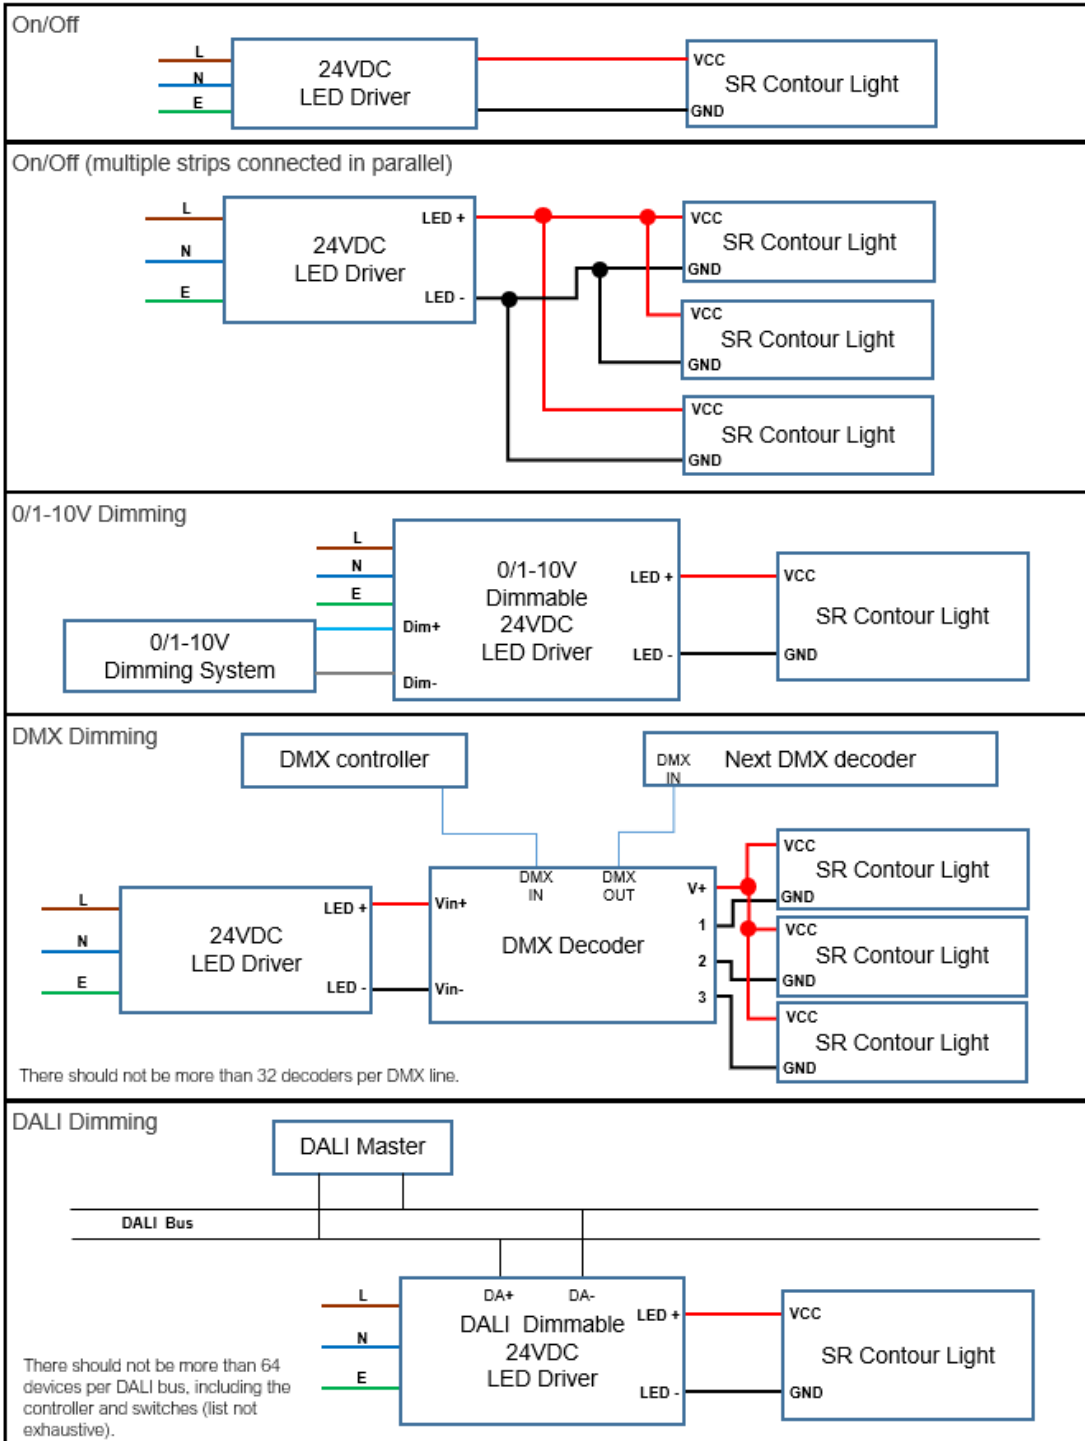 On/Off
L
N
E
24VDC
LED Driver
VCC
SR Contour Light
GND
On/Off (multiple strips connected in parallel)
L
N
E
24VDC
LED Driver
LED +
LED -
VCC
SR Contour Light
GND
VCC
SR Contour Light
GND
VCC
SR Contour Light
GND
0/1-10V Dimming
L
N
E
0/1-10V
Dimming System
Dim+
Dim-
0/1-10V
Dimmable
24VDC
LED Driver
LED +
LED -
VCC
SR Contour Light
GND
DMX Dimming
DMX controller
DMX
IN
Next DMX decoder
L
N
E
24VDC
LED Driver
LED +
LED -
Vin+
Vin-
DMX
IN
DMX
OUT
DMX Decoder
V+
1
2
3
VCC
SR Contour Light
GND
VCC
SR Contour Light
GND
VCC
SR Contour Light
GND
There should not be more than 32 decoders per DMX line.
DALI Dimming
DALI Master
DALI Bus
L
N
E
DA+
DA-
DALI Dimmable
24VDC
LED Driver
LED +
LED -
VCC
SR Contour Light
GND
There should not be more than 64
devices per DALI bus, including the
controller and switches (list not
exhaustive).